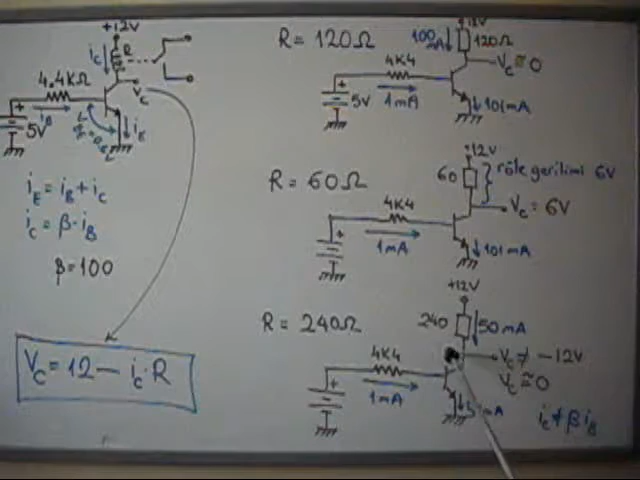 +12V
ic
R
4.4KΩ
Vc
iB
5V
iE
iE = iB + ic
ic = β · iB
β = 100
Vc = 12 — ic · R
R = 120Ω
+12V
100mA
120Ω
Vc ≅ 0
4K4
5V
1mA
101mA
R = 60Ω
+12V
60
röle gerilimi 6V
4K4
Vc = 6V
1mA
101mA
R = 240Ω
+12V
240
50mA
4K4
Vc ≠ -12V
Vc ≅ 0
1mA
mA
ic ≠ β iB